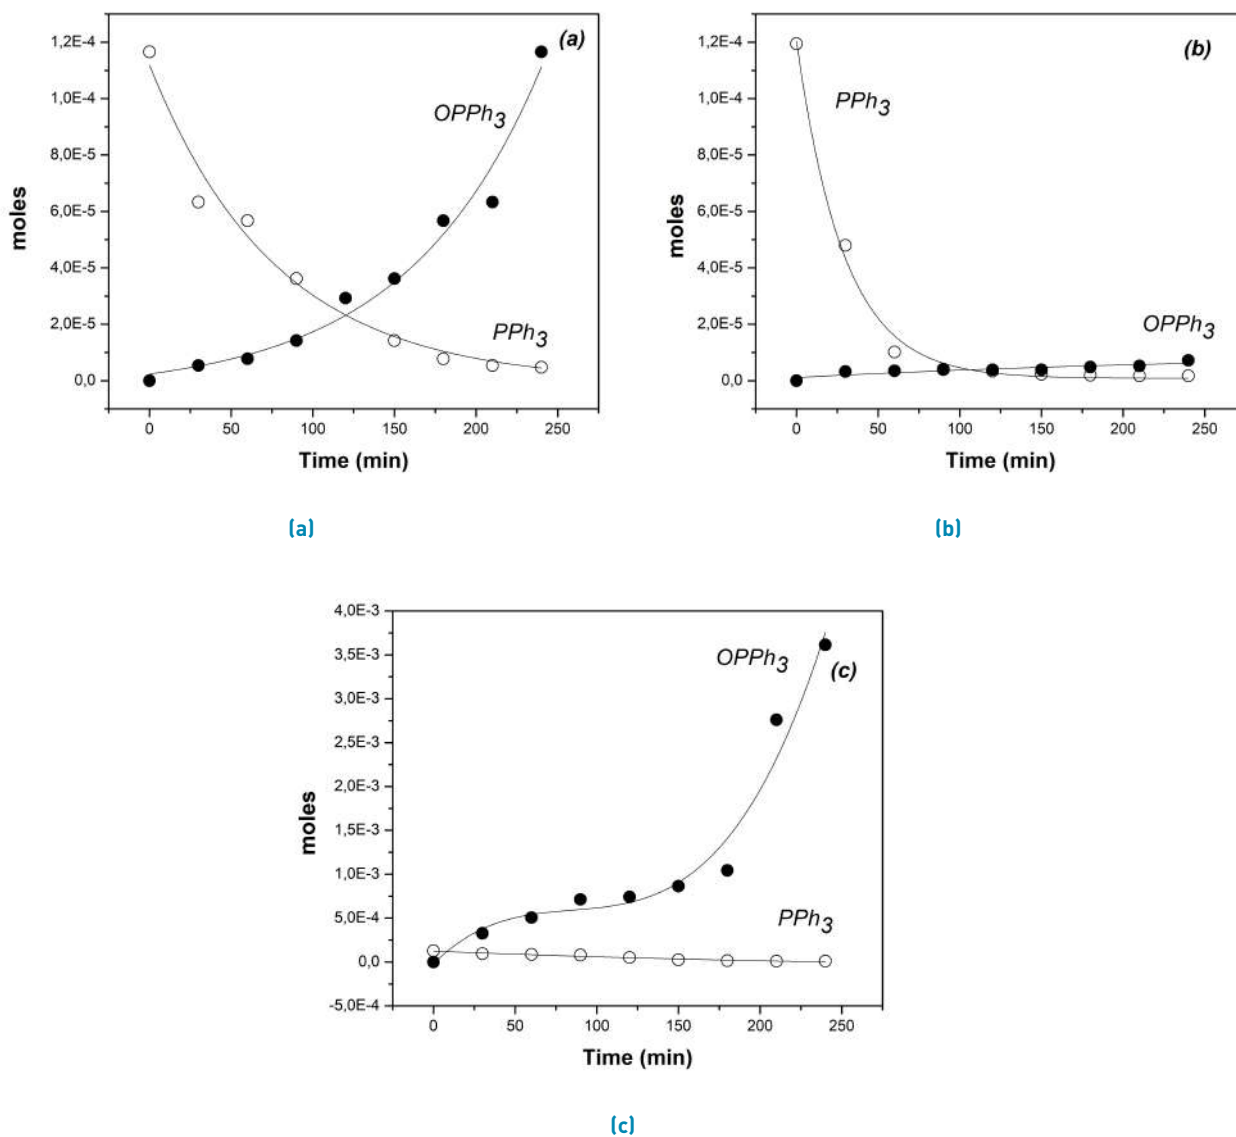 (a)
1,2E-4
1,0E-4
8,0E-5
6,0E-5
4,0E-5
2,0E-5
0,0
moles
OPPh3
PPh3
0 50 100 150 200 250
Time (min)
(a)
(b)
1,2E-4
1,0E-4
8,0E-5
6,0E-5
4,0E-5
2,0E-5
0,0
moles
PPh3
OPPh3
0 50 100 150 200 250
Time (min)
(b)
4,0E-3
3,5E-3
3,0E-3
2,5E-3
2,0E-3
1,5E-3
1,0E-3
5,0E-4
0,0
-5,0E-4
moles
OPPh3
(c)
PPh3
0 50 100 150 200 250
Time (min)
(c)